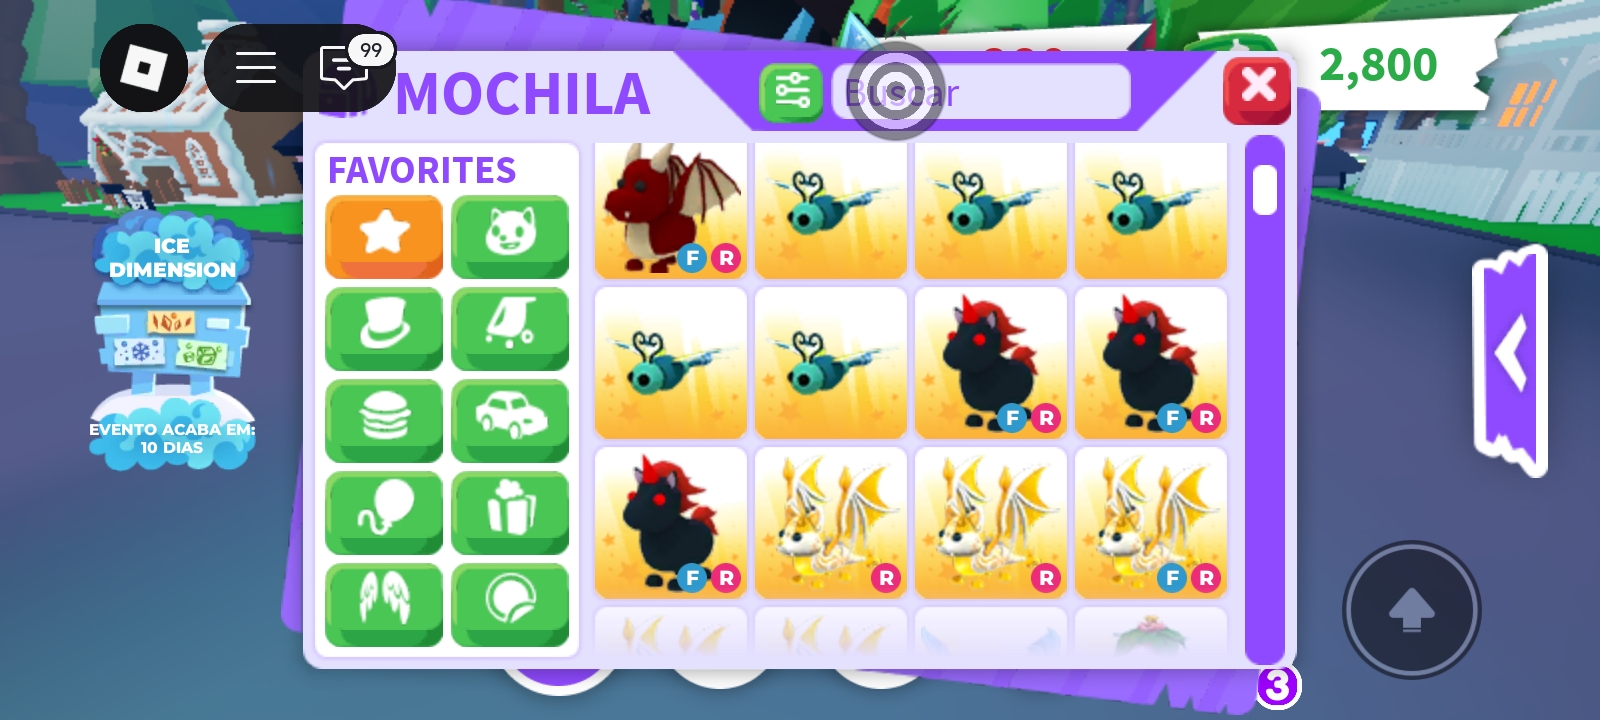 99
MOCHILA
Buscar
2,800
FAVORITES
ICE
DIMENSION
EVENTO ACABA EM:
10 DIAS
F R
F R
F R
F R
R
R
F R
3